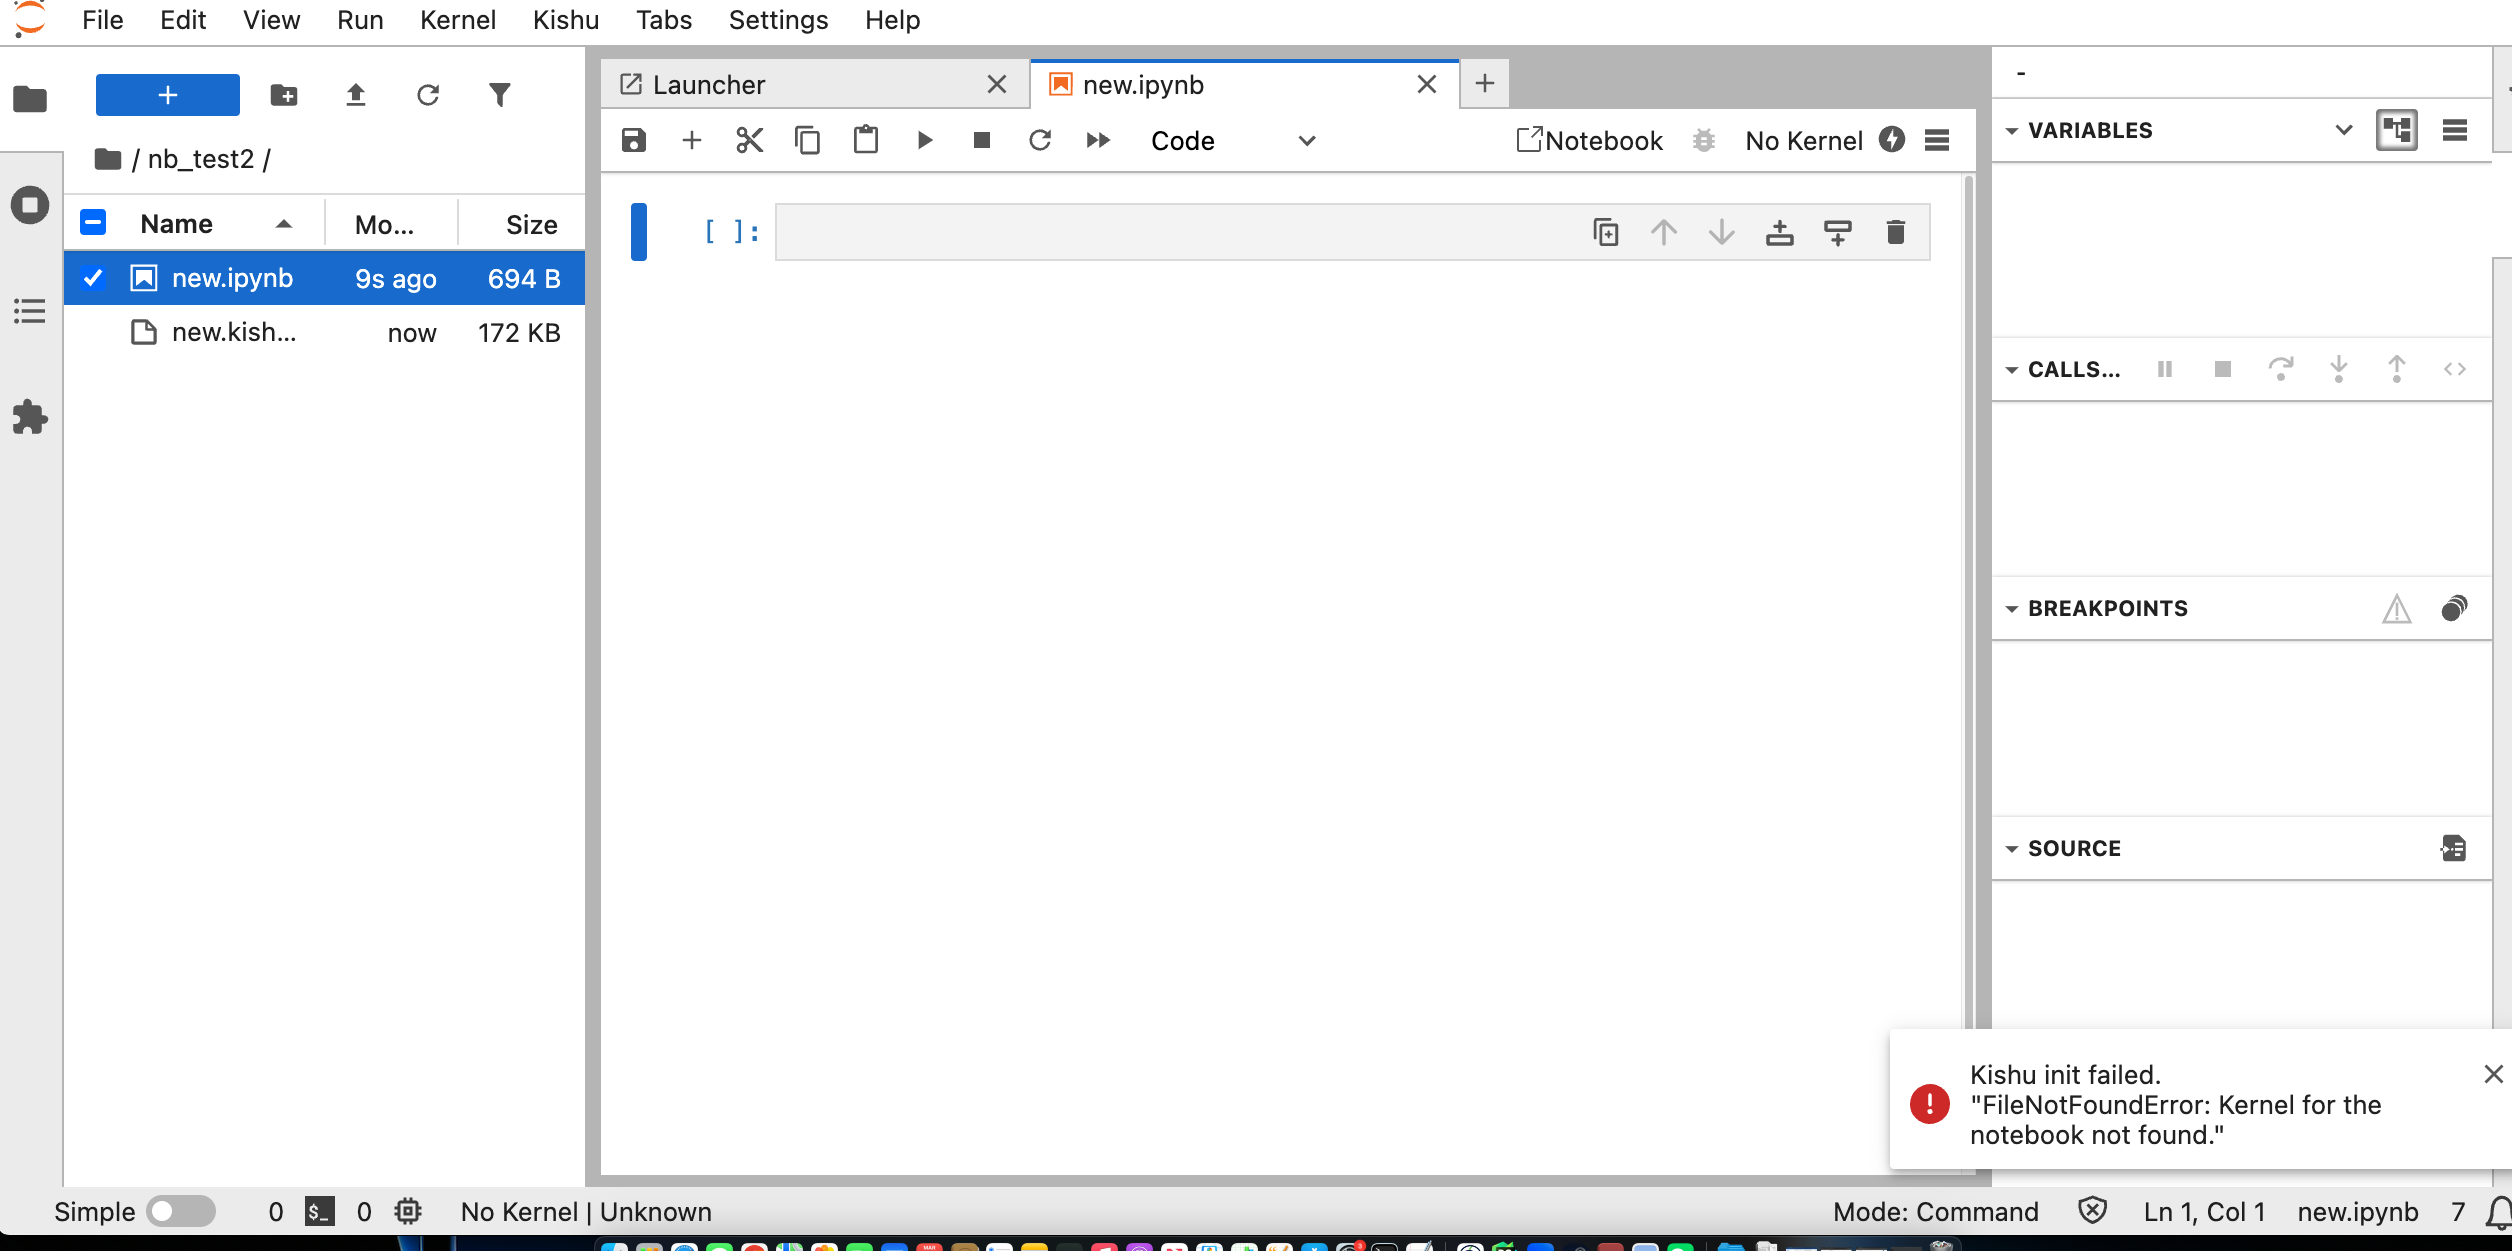 File Edit View Run Kernel Kishu Tabs Settings Help
+
/ nb_test2 /
Name Mo... Size
new.ipynb 9s ago 694 B
new.kish... now 172 KB
Launcher
new.ipynb
Code
Notebook
No Kernel
[ ]:
-
VARIABLES
CALLS...
BREAKPOINTS
SOURCE
Kishu init failed.
"FileNotFoundError: Kernel for the
notebook not found."
Simple 0 $_ 0 No Kernel | Unknown
Mode: Command Ln 1, Col 1 new.ipynb 7